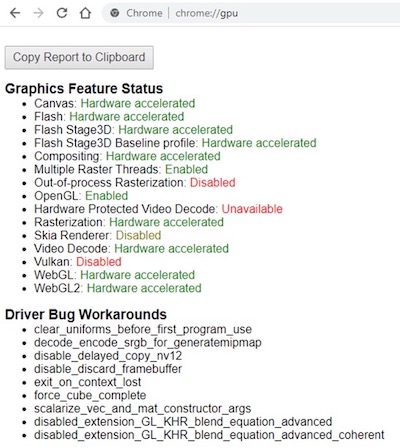 Chrome | chrome://gpu
Copy Report to Clipboard
Graphics Feature Status
Canvas: Hardware accelerated
Flash: Hardware accelerated
Flash Stage3D: Hardware accelerated
Flash Stage3D Baseline profile: Hardware accelerated
Compositing: Hardware accelerated
Multiple Raster Threads: Enabled
Out-of-process Rasterization: Disabled
OpenGL: Enabled
Hardware Protected Video Decode: Unavailable
Rasterization: Hardware accelerated
Skia Renderer: Disabled
Video Decode: Hardware accelerated
Vulkan: Disabled
WebGL: Hardware accelerated
WebGL2: Hardware accelerated
Driver Bug Workarounds
clear_uniforms_before_first_program_use
decode_encode_srgb_for_generatemipmap
disable_delayed_copy_nv12
disable_discard_framebuffer
exit_on_context_lost
force_cube_complete
scalarize_vec_and_mat_constructor_args
disabled_extension_GL_KHR_blend_equation_advanced
disabled_extension_GL_KHR_blend_equation_advanced_coherent